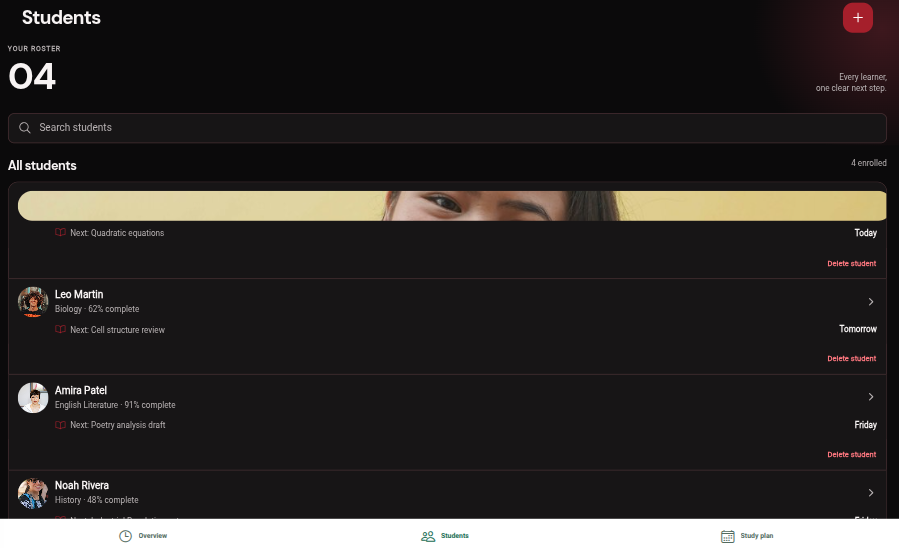 Students
YOUR ROSTER
04
Every learner,
one clear next step.
Search students
All students
4 enrolled
Next: Quadratic equations
Today
Delete student
Leo Martin
Biology · 62% complete
Next: Cell structure review
Tomorrow
Delete student
Amira Patel
English Literature · 91% complete
Next: Poetry analysis draft
Friday
Delete student
Noah Rivera
History · 48% complete
Overview
Students
Study plan